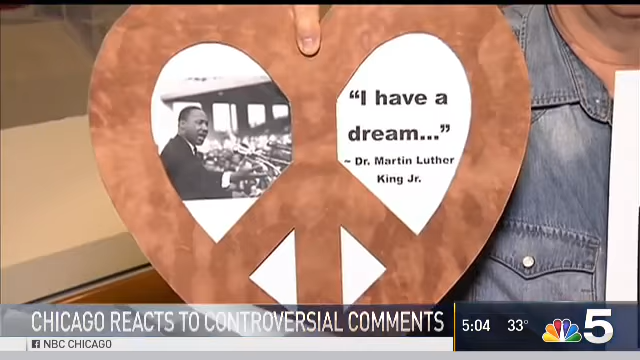 “I have a
dream...”
~ Dr. Martin Luther
King Jr.
CHICAGO REACTS TO CONTROVERSIAL COMMENTS
5:04 33° 5
NBC CHICAGO